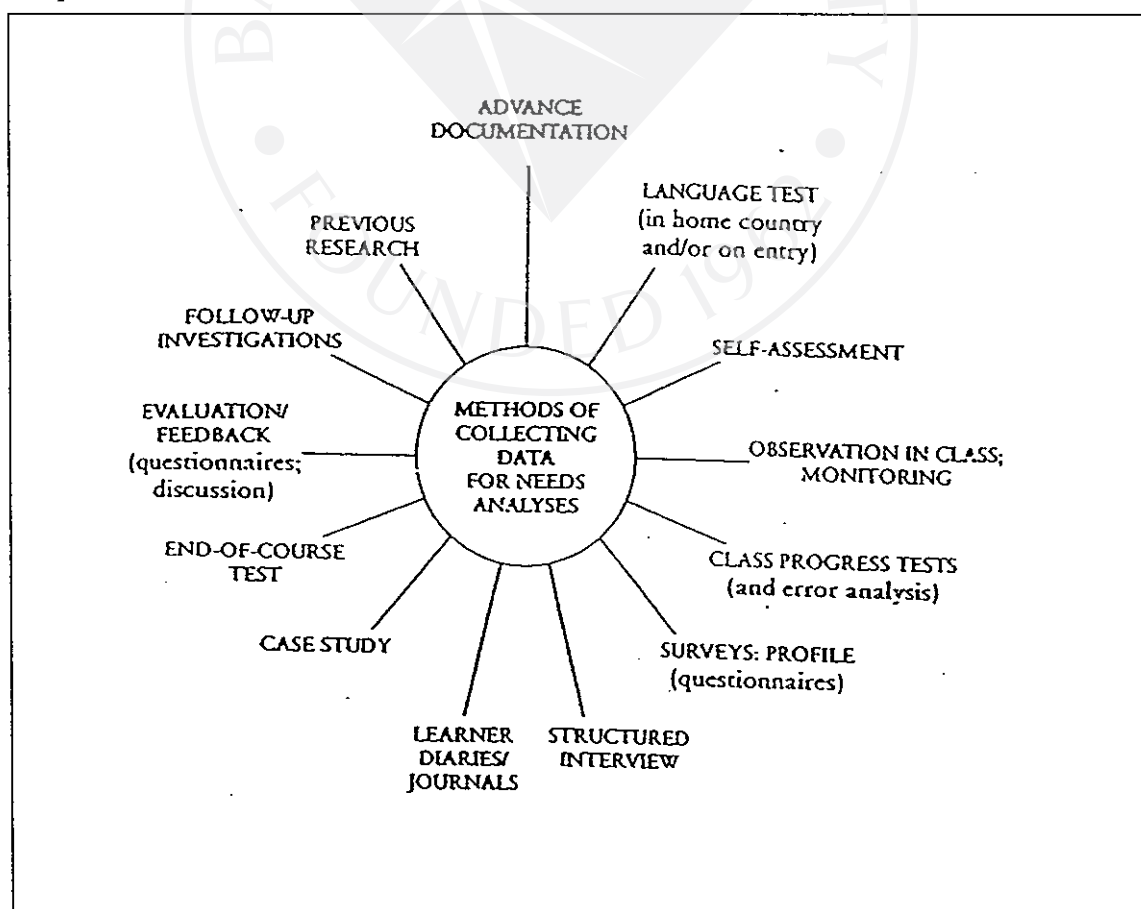 ADVANCE
DOCUMENTATION
LANGUAGE TEST
(in home country
and/or on entry)
SELF-ASSESSMENT
OBSERVATION IN CLASS;
MONITORING
CLASS PROGRESS TESTS
(and error analysis)
SURVEYS: PROFILE
(questionnaires)
STRUCTURED
INTERVIEW
LEARNER
DIARIES/
JOURNALS
CASE STUDY
END-OF-COURSE
TEST
EVALUATION/
FEEDBACK
(questionnaires;
discussion)
FOLLOW-UP
INVESTIGATIONS
PREVIOUS
RESEARCH
METHODS OF
COLLECTING
DATA
FOR NEEDS
ANALYSES
FOUNDED 1962